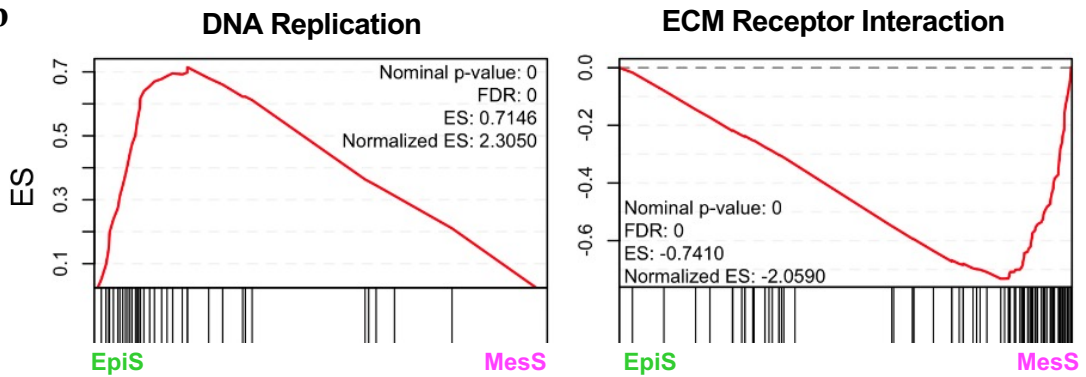 DNA Replication
ES
0.7
0.5
0.3
0.1
Nominal p-value: 0
FDR: 0
ES: 0.7146
Normalized ES: 2.3050
EpiS
MesS
ECM Receptor Interaction
0.0
-0.2
-0.4
-0.6
Nominal p-value: 0
FDR: 0
ES: -0.7410
Normalized ES: -2.0590
EpiS
MesS